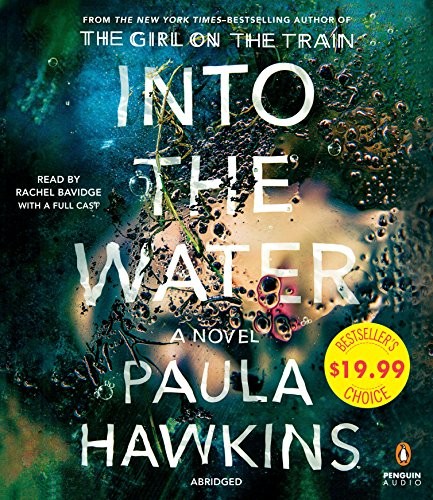 FROM THE NEW YORK TIMES–BESTSELLING AUTHOR OF
THE GIRL ON THE TRAIN
INTO
THE
WATER
READ BY
RACHEL BAVIDGE
WITH A FULL CAST
A NOVEL
PAULA
HAWKINS
BESTSELLER'S
$19.99
CHOICE
ABRIDGED
PENGUIN
AUDIO